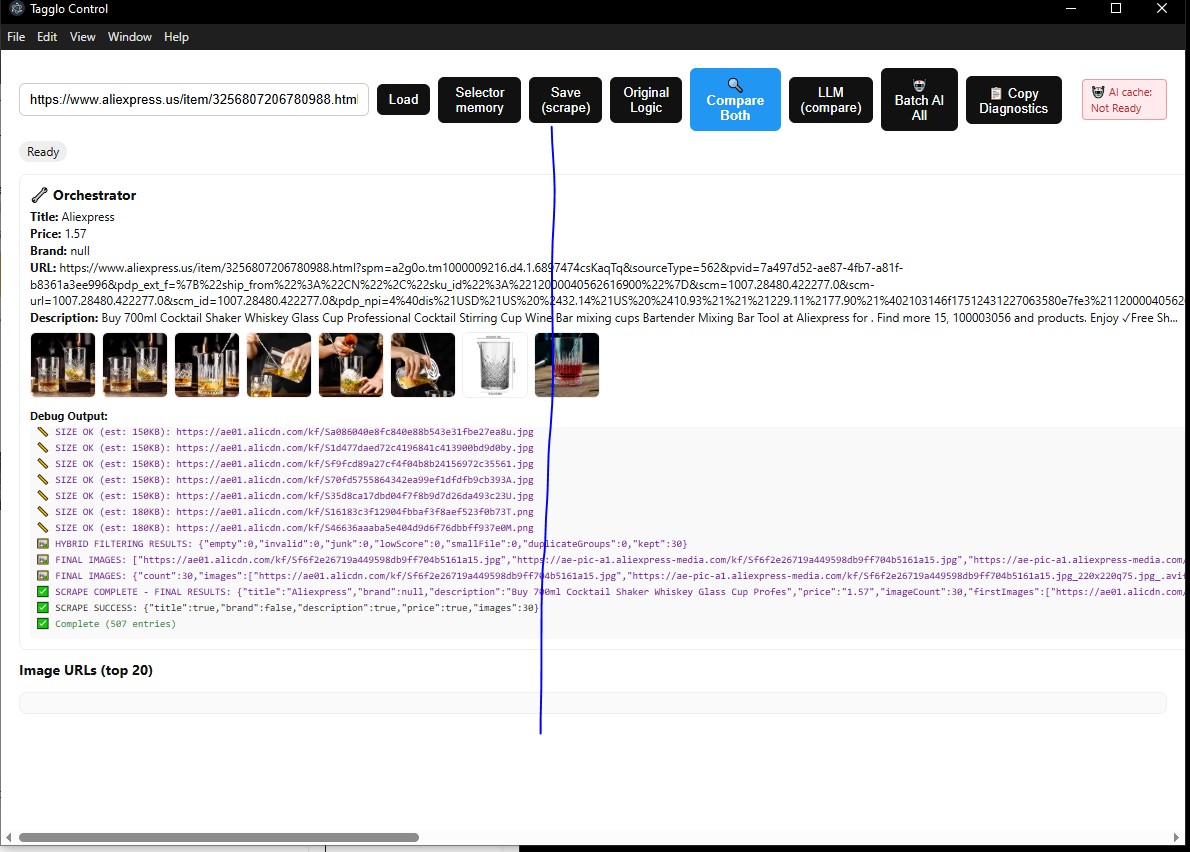 Tagglo Control
File Edit View Window Help
https://www.aliexpress.us/item/3256807206780988.html
Load
Selector memory
Save (scrape)
Original Logic
Compare Both
LLM (compare)
Batch AI All
Copy Diagnostics
AI cache: Not Ready
Ready
Orchestrator
Title: Aliexpress
Price: 1.57
Brand: null
URL: https://www.aliexpress.us/item/3256807206780988.html?spm=a2g0o.tm1000009216.d4.1.6897474csKaqTq&sourceType=562&pvid=7a497d52-ae87-4fb7-a81f-
b8361a3ee996&pdp_ext_f=%7B%22ship_from%22%3A%22CN%22%2C%22sku_id%22%3A%2212000040562616900%22%7D&scm=1007.28480.422277.0&scm_id=1007.28480.422277.0&scm-
url=1007.28480.422277.0&scm_id=1007.28480.422277.0&pdp_npi=4%40dis%21USD%21US%20%2432.14%21US%20%2410.93%21%21%21229.11%2177.90%21%402103146f17512431227063580e7fe3%2112000040562
Description: Buy 700ml Cocktail Shaker Whiskey Glass Cup Professional Cocktail Stirring Cup Wine Bar mixing cups Bartender Mixing Bar Tool at Aliexpress for . Find more 15, 100003056 and products. Enjoy ✓Free Sh...
Debug Output:
SIZE OK (est: 150KB): https://ae01.alicdn.com/kf/Sa086040e8fc840e88b543e31fbe27ea8u.jpg
SIZE OK (est: 150KB): https://ae01.alicdn.com/kf/S1d477daed72c4196841c413900bd9d0by.jpg
SIZE OK (est: 150KB): https://ae01.alicdn.com/kf/Sf9fcd89a27cf4f04b8b24156972c35561.jpg
SIZE OK (est: 150KB): https://ae01.alicdn.com/kf/S70fd5755864342ea99ef1dfdfb9cb393A.jpg
SIZE OK (est: 150KB): https://ae01.alicdn.com/kf/S35d8ca17dbd04f7f8b9d7d26da493c23U.jpg
SIZE OK (est: 180KB): https://ae01.alicdn.com/kf/S16183c3f12904fbbaf3f8aef523f0b73T.png
SIZE OK (est: 180KB): https://ae01.alicdn.com/kf/S46636aaaba5e404d9d6f76dbbff937e0M.png
HYBRID FILTERING RESULTS: {"empty":0,"invalid":0,"junk":0,"lowScore":0,"smallFile":0,"duplicateGroups":0,"kept":30}
FINAL IMAGES: ["https://ae01.alicdn.com/kf/Sf6f2e26719a449598db9ff704b5161a15.jpg","https://ae-pic-a1.aliexpress-media.com/kf/Sf6f2e26719a449598db9ff704b5161a15.jpg","https://ae-pic-a1.aliexpress-media.com/
FINAL IMAGES: {"count":30,"images":["https://ae01.alicdn.com/kf/Sf6f2e26719a449598db9ff704b5161a15.jpg","https://ae-pic-a1.aliexpress-media.com/kf/Sf6f2e26719a449598db9ff704b5161a15.jpg_220x220q75.jpg_.avif
SCRAPE COMPLETE - FINAL RESULTS: {"title":"Aliexpress","brand":null,"description":"Buy 700ml Cocktail Shaker Whiskey Glass Cup Profes","price":"1.57","imageCount":30,"firstImages":["https://ae01.alicdn.com/
SCRAPE SUCCESS: {"title":true,"brand":false,"description":true,"price":true,"images":30}
Complete (507 entries)
Image URLs (top 20)